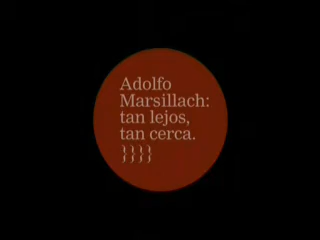 Adolfo
Marsillach:
tan lejos,
tan cerca.
}}}}